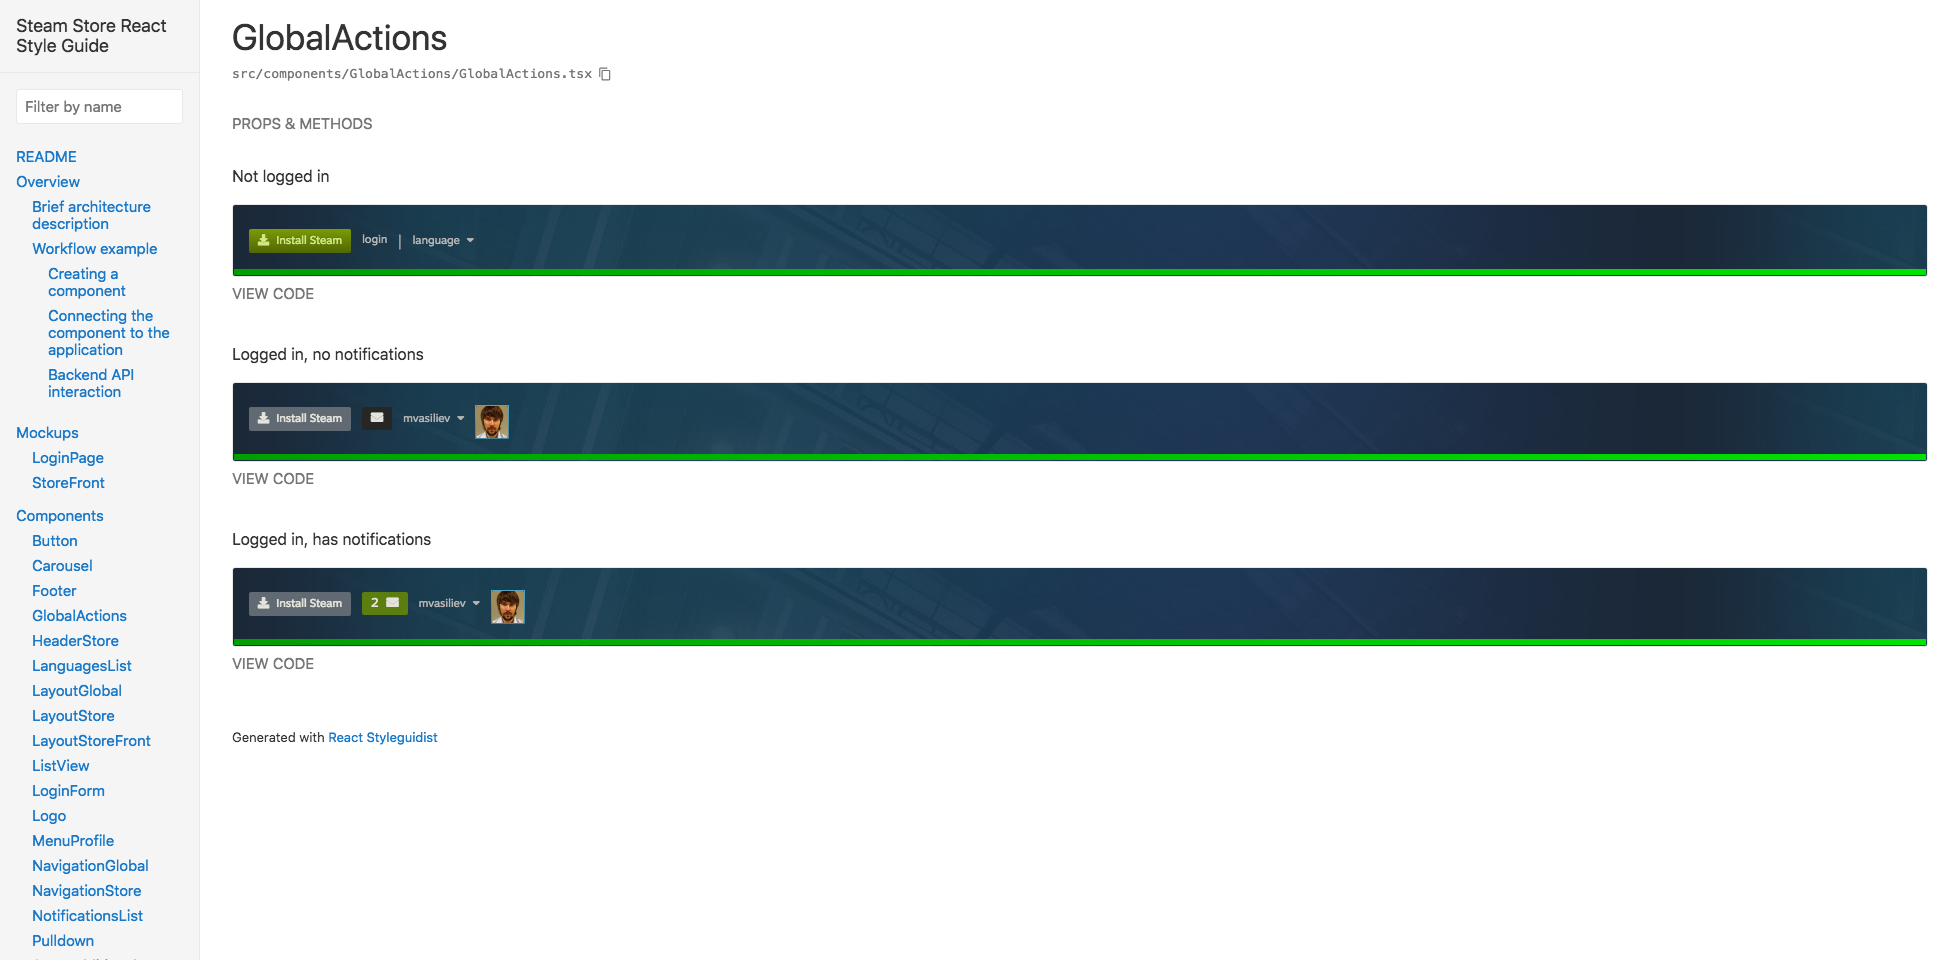 Steam Store React
Style Guide
Filter by name
README
Overview
Brief architecture
description
Workflow example
Creating a
component
Connecting the
component to the
application
Backend API
interaction
Mockups
LoginPage
StoreFront
Components
Button
Carousel
Footer
GlobalActions
HeaderStore
LanguagesList
LayoutGlobal
LayoutStore
LayoutStoreFront
ListView
LoginForm
Logo
MenuProfile
NavigationGlobal
NavigationStore
NotificationsList
Pulldown
GlobalActions
src/components/GlobalActions/GlobalActions.tsx
PROPS & METHODS
Not logged in
Install Steam login | language
VIEW CODE
Logged in, no notifications
Install Steam mvasiliev
VIEW CODE
Logged in, has notifications
Install Steam 2 mvasiliev
VIEW CODE
Generated with React Styleguidist